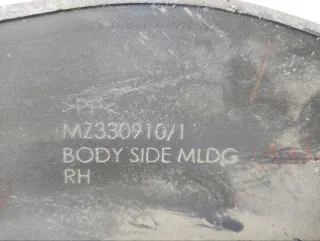 >PP<
MZ330910/1
BODY SIDE MLDG
RH